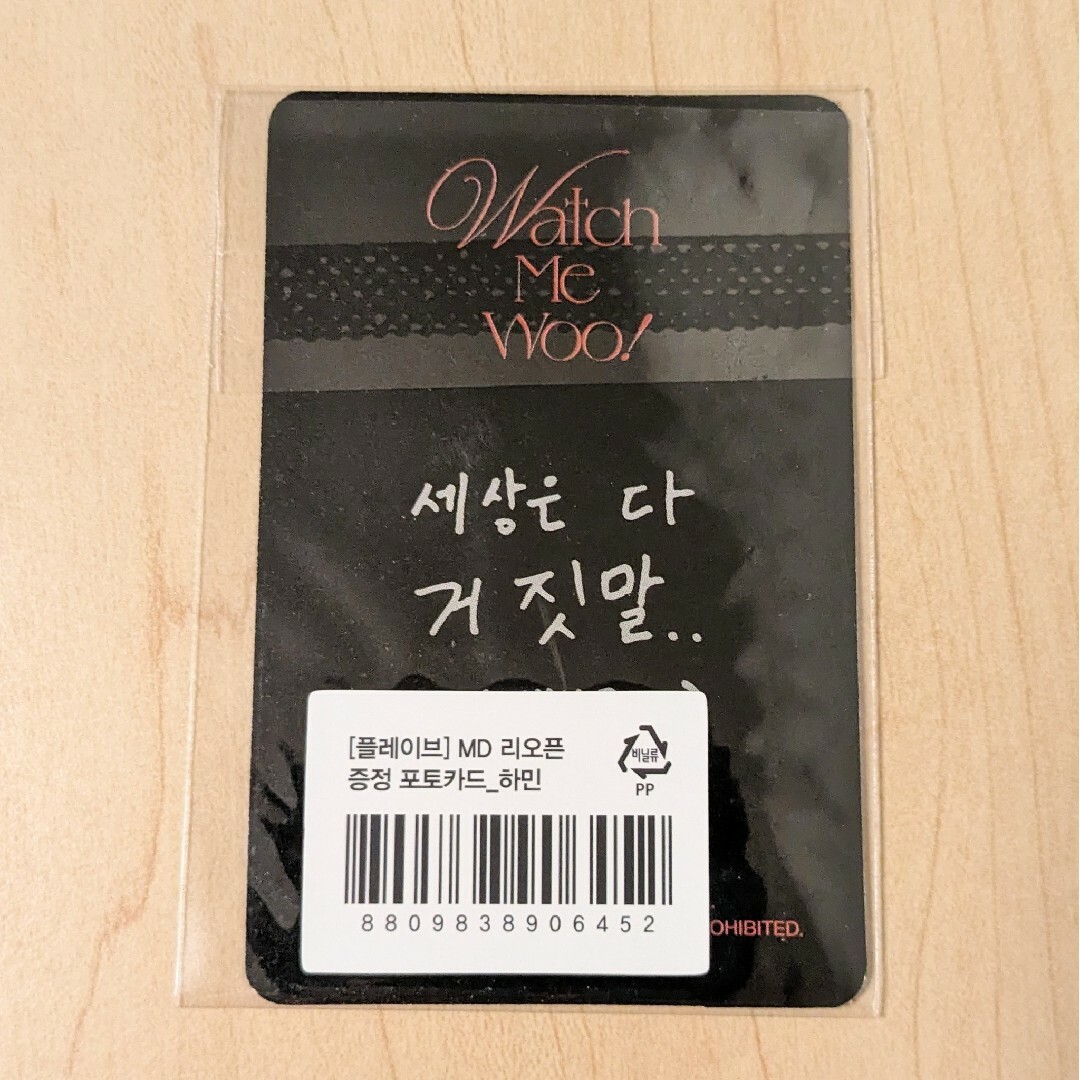 Watch
Me
Woo!
세상은 다
거짓말..
[플레이브] MD 리오픈
증정 포토카드_하민
비닐류
PP
8809838906452
OHIBITED.